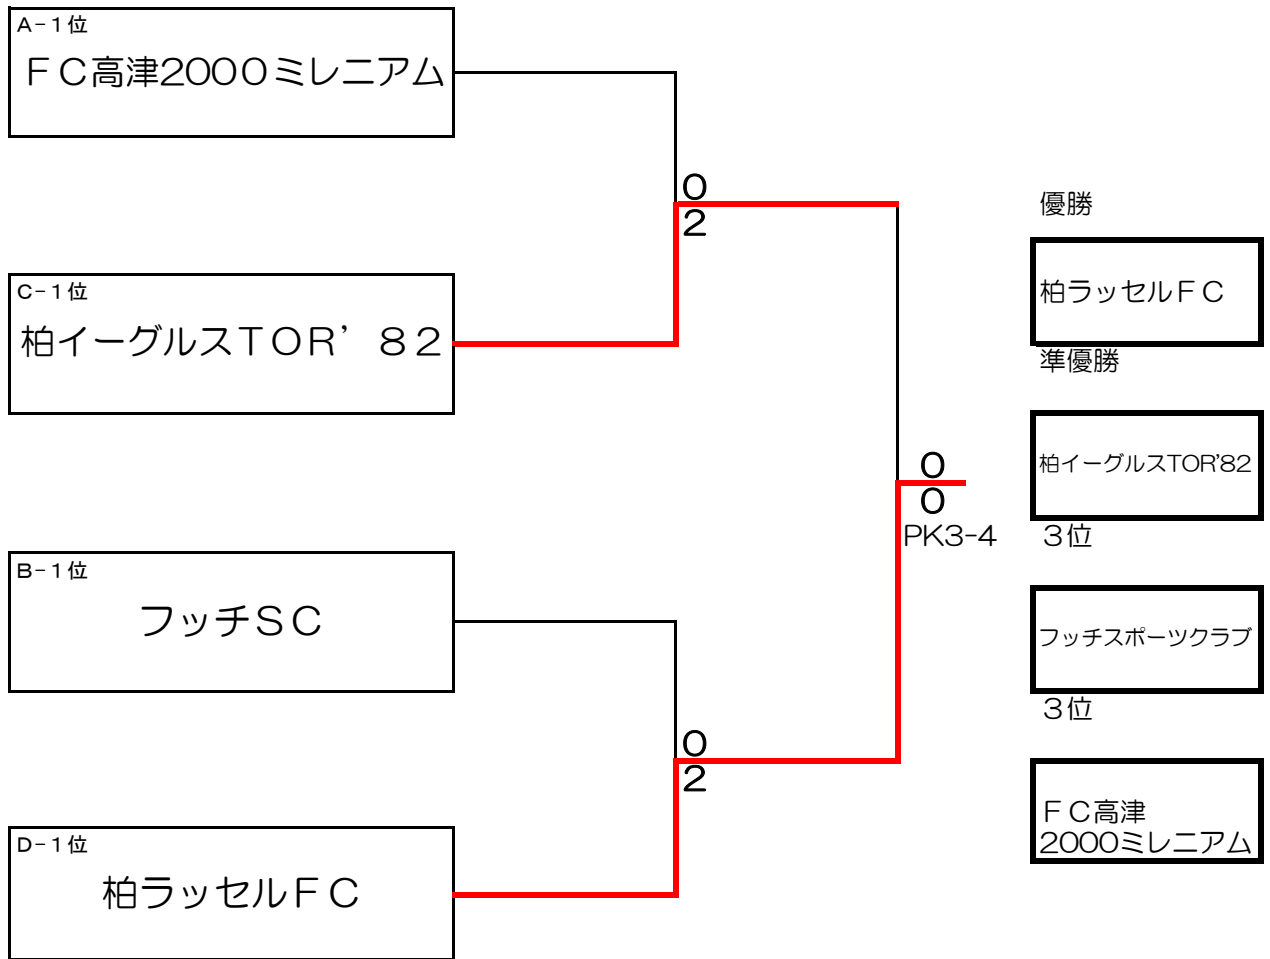 A-１位
ＦＣ高津2000ミレニアム
0
2
C-１位
柏イーグルスＴＯＲ’８２
B-１位
フッチＳＣ
0
2
D-１位
柏ラッセルＦＣ
0
0
PK3-4
優勝
柏ラッセルＦＣ
準優勝
柏イーグルスTOR'82
３位
フッチスポーツクラブ
３位
ＦＣ高津
2000ミレニアム